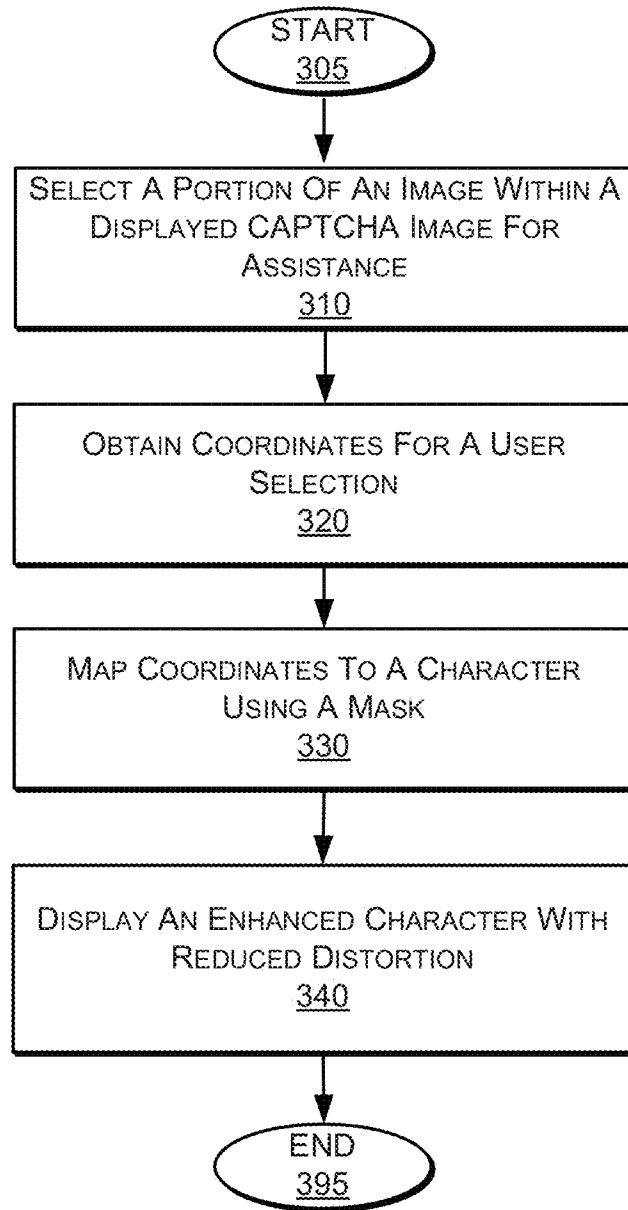 START
305
SELECT A PORTION OF AN IMAGE WITHIN A
DISPLAYED CAPTCHA IMAGE FOR
ASSISTANCE
310
OBTAIN COORDINATES FOR A USER
SELECTION
320
MAP COORDINATES TO A CHARACTER
USING A MASK
330
DISPLAY AN ENHANCED CHARACTER WITH
REDUCED DISTORTION
340
END
395